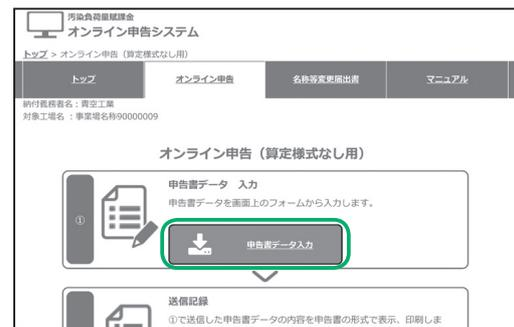 汚染負荷量賦課金
オンライン申告システム
トップ > オンライン申告（算定様式なし用）
トップ オンライン申告 名称等変更届出書 マニュアル
納付義務者名：青空工業
対象工場名：事業場名称90000009
オンライン申告（算定様式なし用）
① 申告書データ 入力
申告書データを画面上のフォームから入力します。
申告書データ入力
送信記録
①で送信した申告書データの内容を申告書の形式で表示、印刷しま